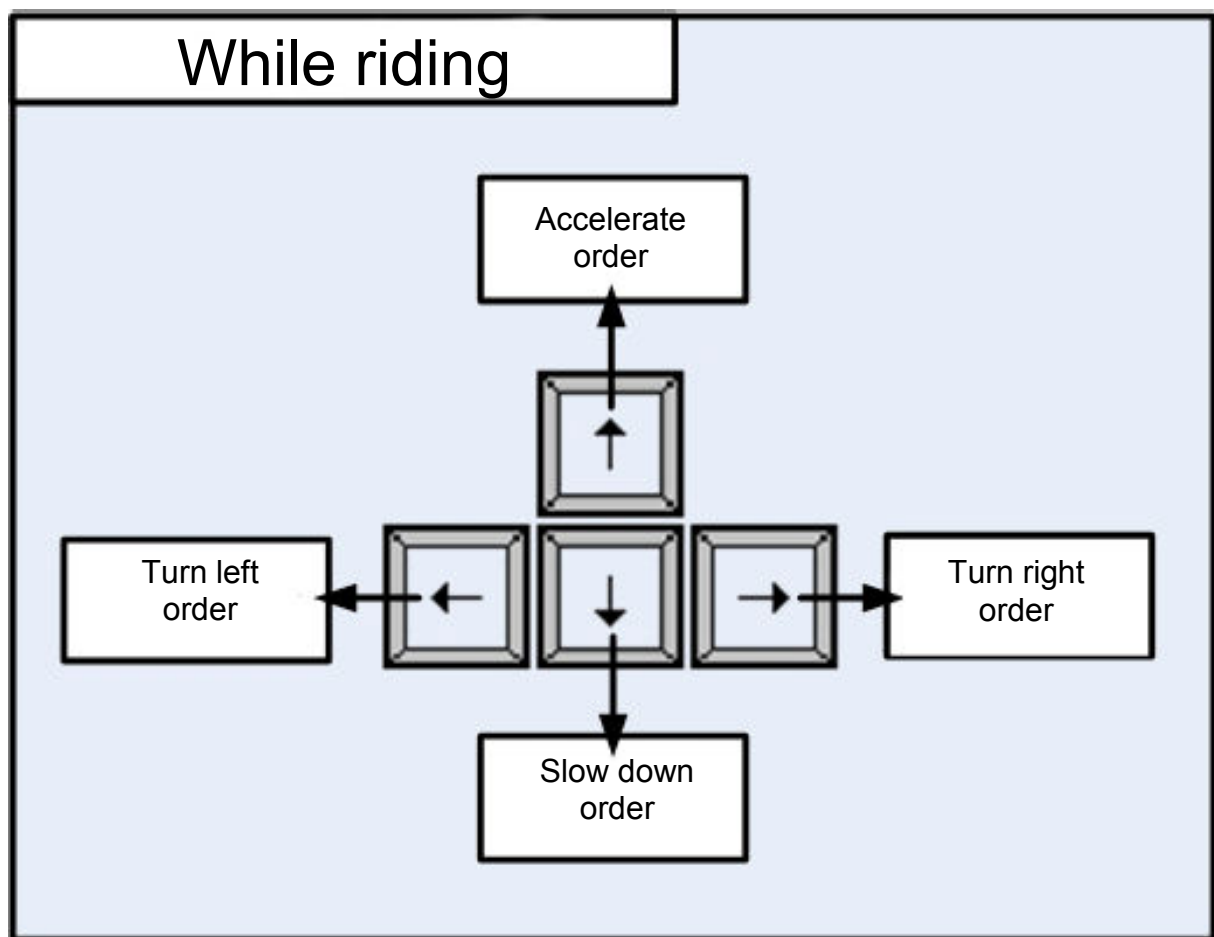 While riding
Accelerate
order
Turn left
order
Turn right
order
Slow down
order